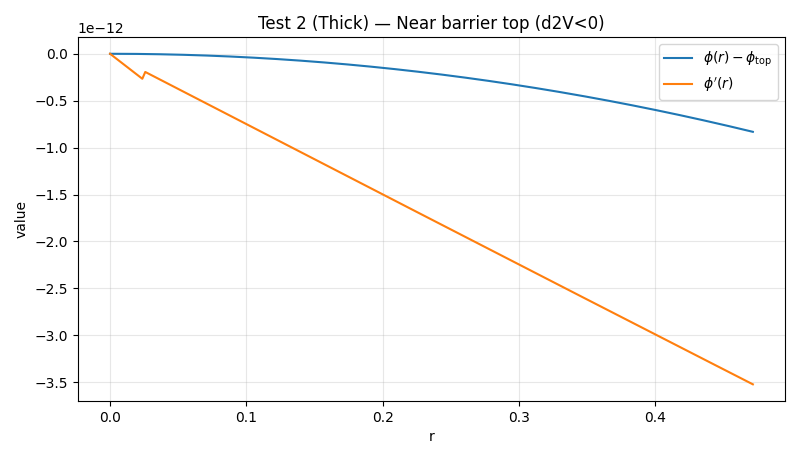 Test 2 (Thick) — Near barrier top (d2V<0)
1e−12
ϕ(r) − ϕtop
ϕ′(r)
0.0
−0.5
−1.0
−1.5
−2.0
−2.5
−3.0
−3.5
value
0.0 0.1 0.2 0.3 0.4
r